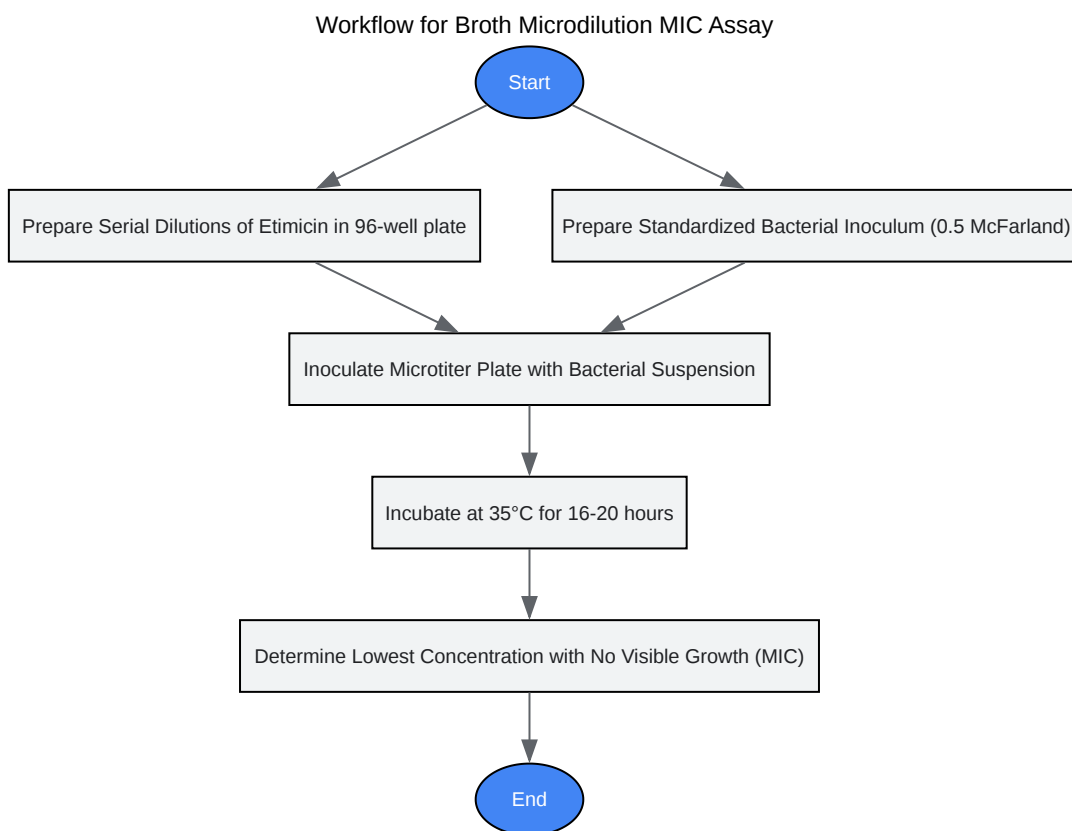 Workflow for Broth Microdilution MIC Assay
Start
Prepare Serial Dilutions of Etimicin in 96-well plate
Prepare Standardized Bacterial Inoculum (0.5 McFarland)
Inoculate Microtiter Plate with Bacterial Suspension
Incubate at 35°C for 16-20 hours
Determine Lowest Concentration with No Visible Growth (MIC)
End